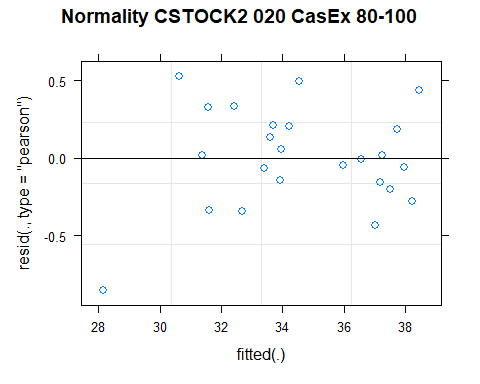 Normality CSTOCK2 020 CasEx 80-100
resid(., type = "pearson")
0.5
0.0
-0.5
28 30 32 34 36 38
fitted(.)